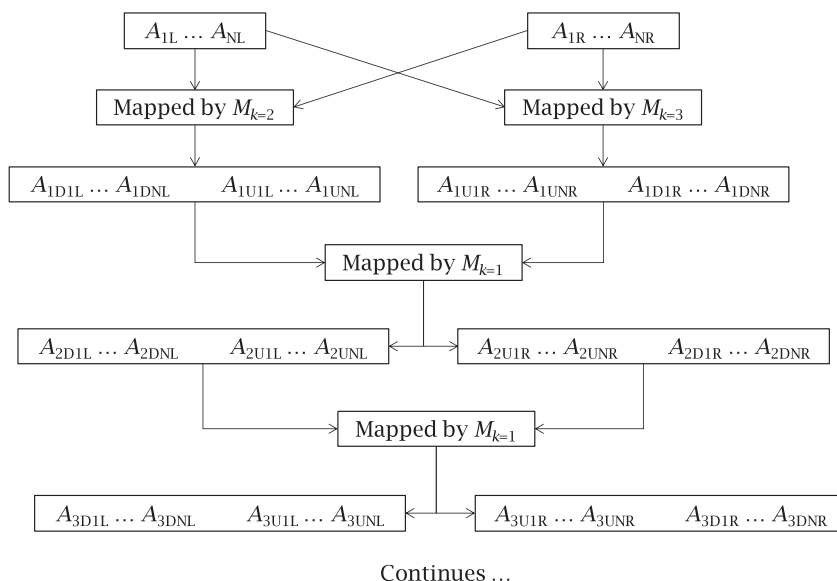 A1L … ANL A1R … ANR
Mapped by Mk=2 Mapped by Mk=3
A1D1L … A1DNL A1U1L … A1UNL A1U1R … A1UNR A1D1R … A1DNR
Mapped by Mk=1
A2D1L … A2DNL A2U1L … A2UNL A2U1R … A2UNR A2D1R … A2DNR
Mapped by Mk=1
A3D1L … A3DNL A3U1L … A3UNL A3U1R … A3UNR A3D1R … A3DNR
Continues …